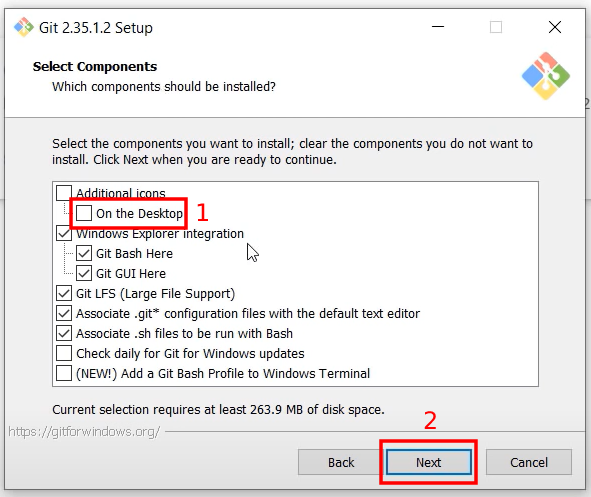 Git 2.35.1.2 Setup
Select Components
Which components should be installed?
Select the components you want to install; clear the components you do not want to
install. Click Next when you are ready to continue.
Additional icons
On the Desktop
1
Windows Explorer integration
Git Bash Here
Git GUI Here
Git LFS (Large File Support)
Associate .git* configuration files with the default text editor
Associate .sh files to be run with Bash
Check daily for Git for Windows updates
(NEW!) Add a Git Bash Profile to Windows Terminal
Current selection requires at least 263.9 MB of disk space.
https://gitforwindows.org/
2
Back
Next
Cancel